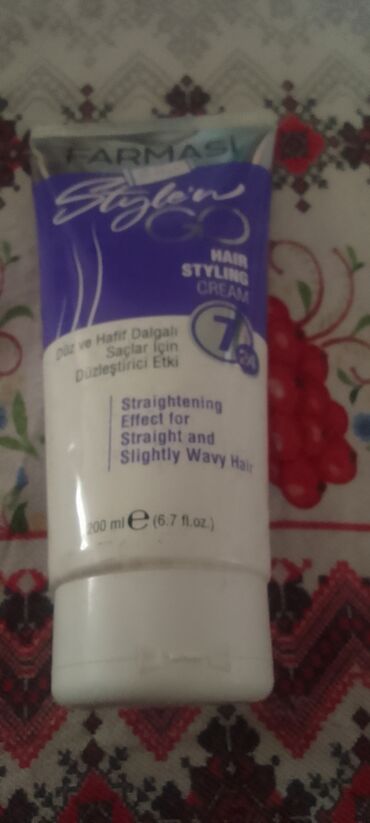 FARMASi
Style'n
GO
HAIR
STYLING
CREAM
7
24
Düz ve Hafif Dalgalı
Saçlar İçin
Düzleştirici Etki
Straightening
Effect for
Straight and
Slightly Wavy Hair
200 ml e (6.7 fl.oz.)